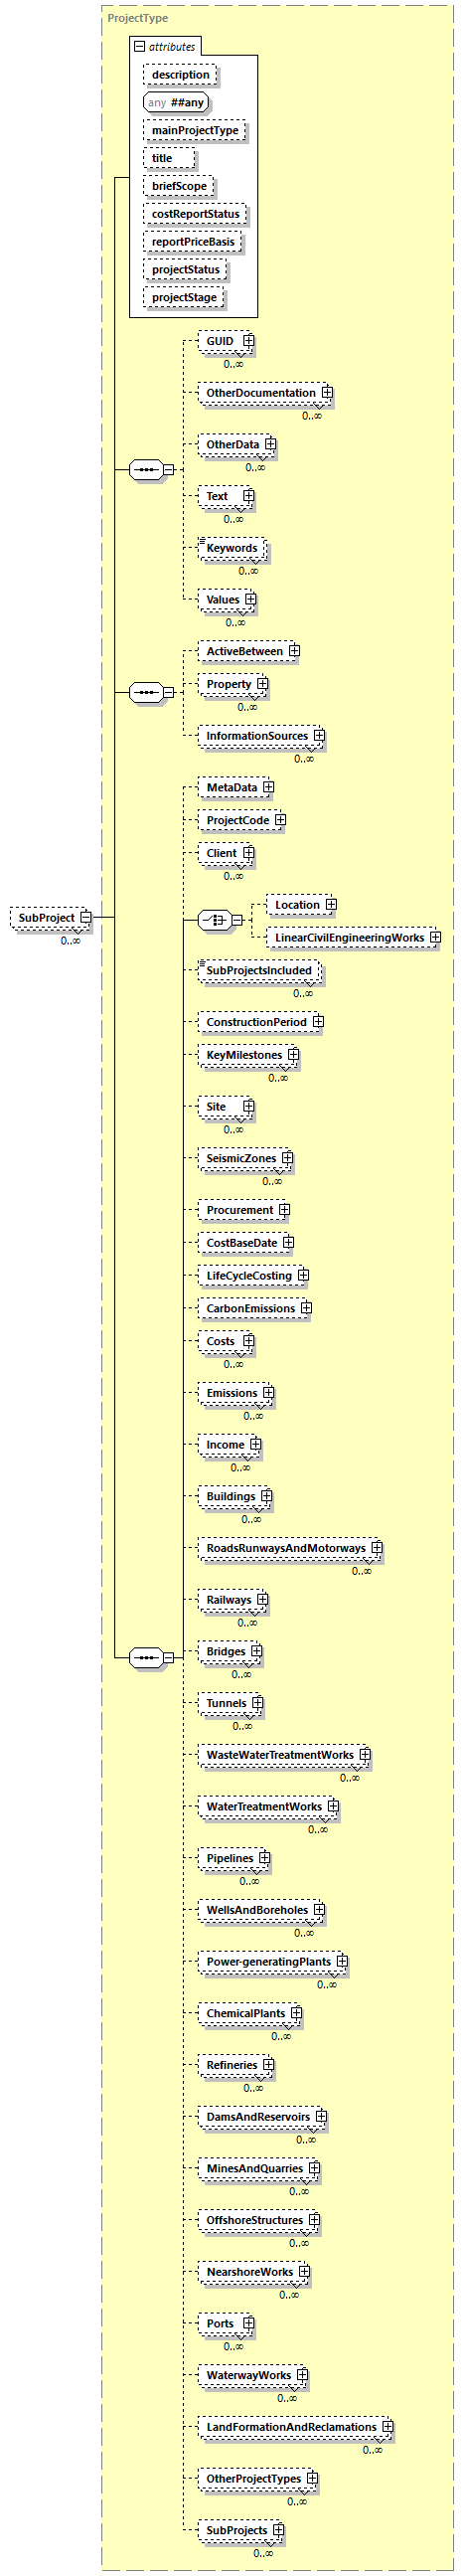 ProjectType
attributes
description
any ##any
mainProjectType
title
briefScope
costReportStatus
reportPriceBasis
projectStatus
projectStage
GUID
0..∞
OtherDocumentation
0..∞
OtherData
0..∞
Text
0..∞
Keywords
0..∞
Values
0..∞
ActiveBetween
Property
0..∞
InformationSources
0..∞
MetaData
ProjectCode
Client
0..∞
Location
SubProject
0..∞
LinearCivilEngineeringWorks
SubProjectsIncluded
0..∞
ConstructionPeriod
KeyMilestones
0..∞
Site
0..∞
SeismicZones
0..∞
Procurement
CostBaseDate
LifeCycleCosting
CarbonEmissions
Costs
0..∞
Emissions
0..∞
Income
0..∞
Buildings
0..∞
RoadsRunwaysAndMotorways
0..∞
Railways
0..∞
Bridges
0..∞
Tunnels
0..∞
WasteWaterTreatmentWorks
0..∞
WaterTreatmentWorks
0..∞
Pipelines
0..∞
WellsAndBoreholes
0..∞
Power-generatingPlants
0..∞
ChemicalPlants
0..∞
Refineries
0..∞
DamsAndReservoirs
0..∞
MinesAndQuarries
0..∞
OffshoreStructures
0..∞
NearshoreWorks
0..∞
Ports
0..∞
WaterwayWorks
0..∞
LandFormationAndReclamations
0..∞
OtherProjectTypes
0..∞
SubProjects
0..∞